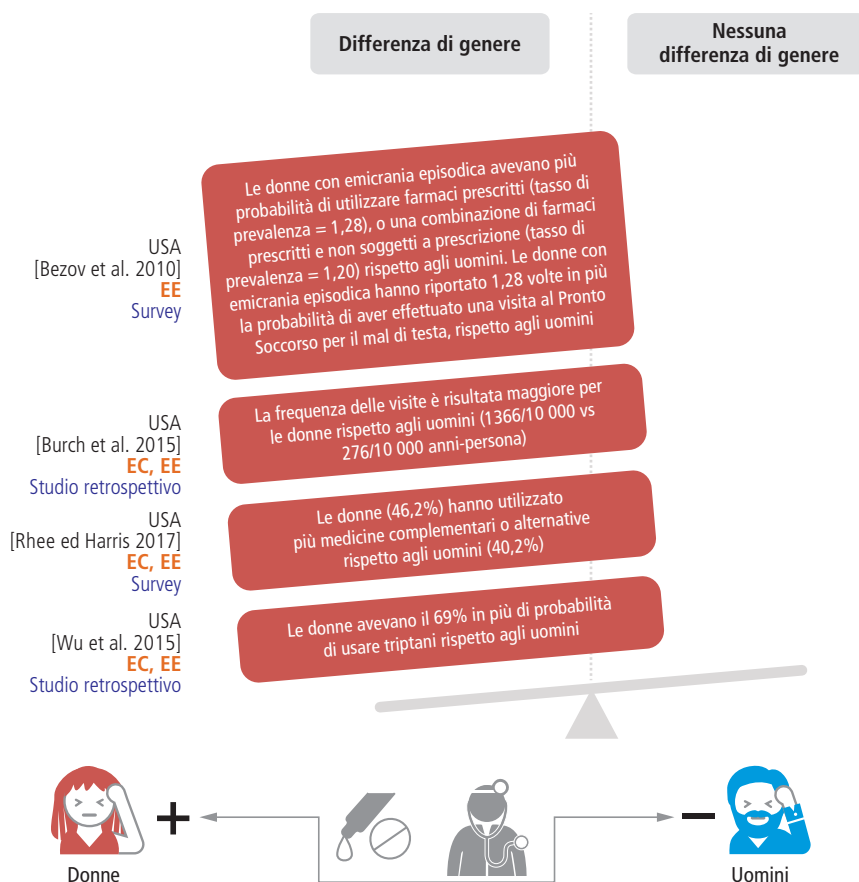 Differenza di genere
Nessuna
differenza di genere
USA
[Bezov et al. 2010]
EE
Survey
Le donne con emicrania episodica avevano più
probabilità di utilizzare farmaci prescritti (tasso di
prevalenza = 1,28), o una combinazione di farmaci
prescritti e non soggetti a prescrizione (tasso di
prevalenza = 1,20) rispetto agli uomini. Le donne con
emicrania episodica hanno riportato 1,28 volte in più
la probabilità di aver effettuato una visita al Pronto
Soccorso per il mal di testa, rispetto agli uomini
USA
[Burch et al. 2015]
EC, EE
Studio retrospettivo
La frequenza delle visite è risultata maggiore per
le donne rispetto agli uomini (1366/10 000 vs
276/10 000 anni-persona)
USA
[Rhee ed Harris 2017]
EC, EE
Survey
Le donne (46,2%) hanno utilizzato
più medicine complementari o alternative
rispetto agli uomini (40,2%)
USA
[Wu et al. 2015]
EC, EE
Studio retrospettivo
Le donne avevano il 69% in più di probabilità
di usare triptani rispetto agli uomini
+
−
Donne
Uomini